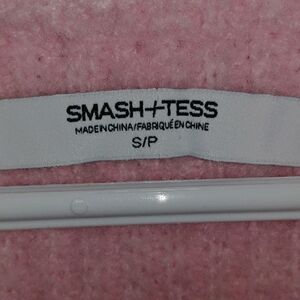 SMASH+TESS
MADE IN CHINA/FABRIQUÉ EN CHINE
S/P